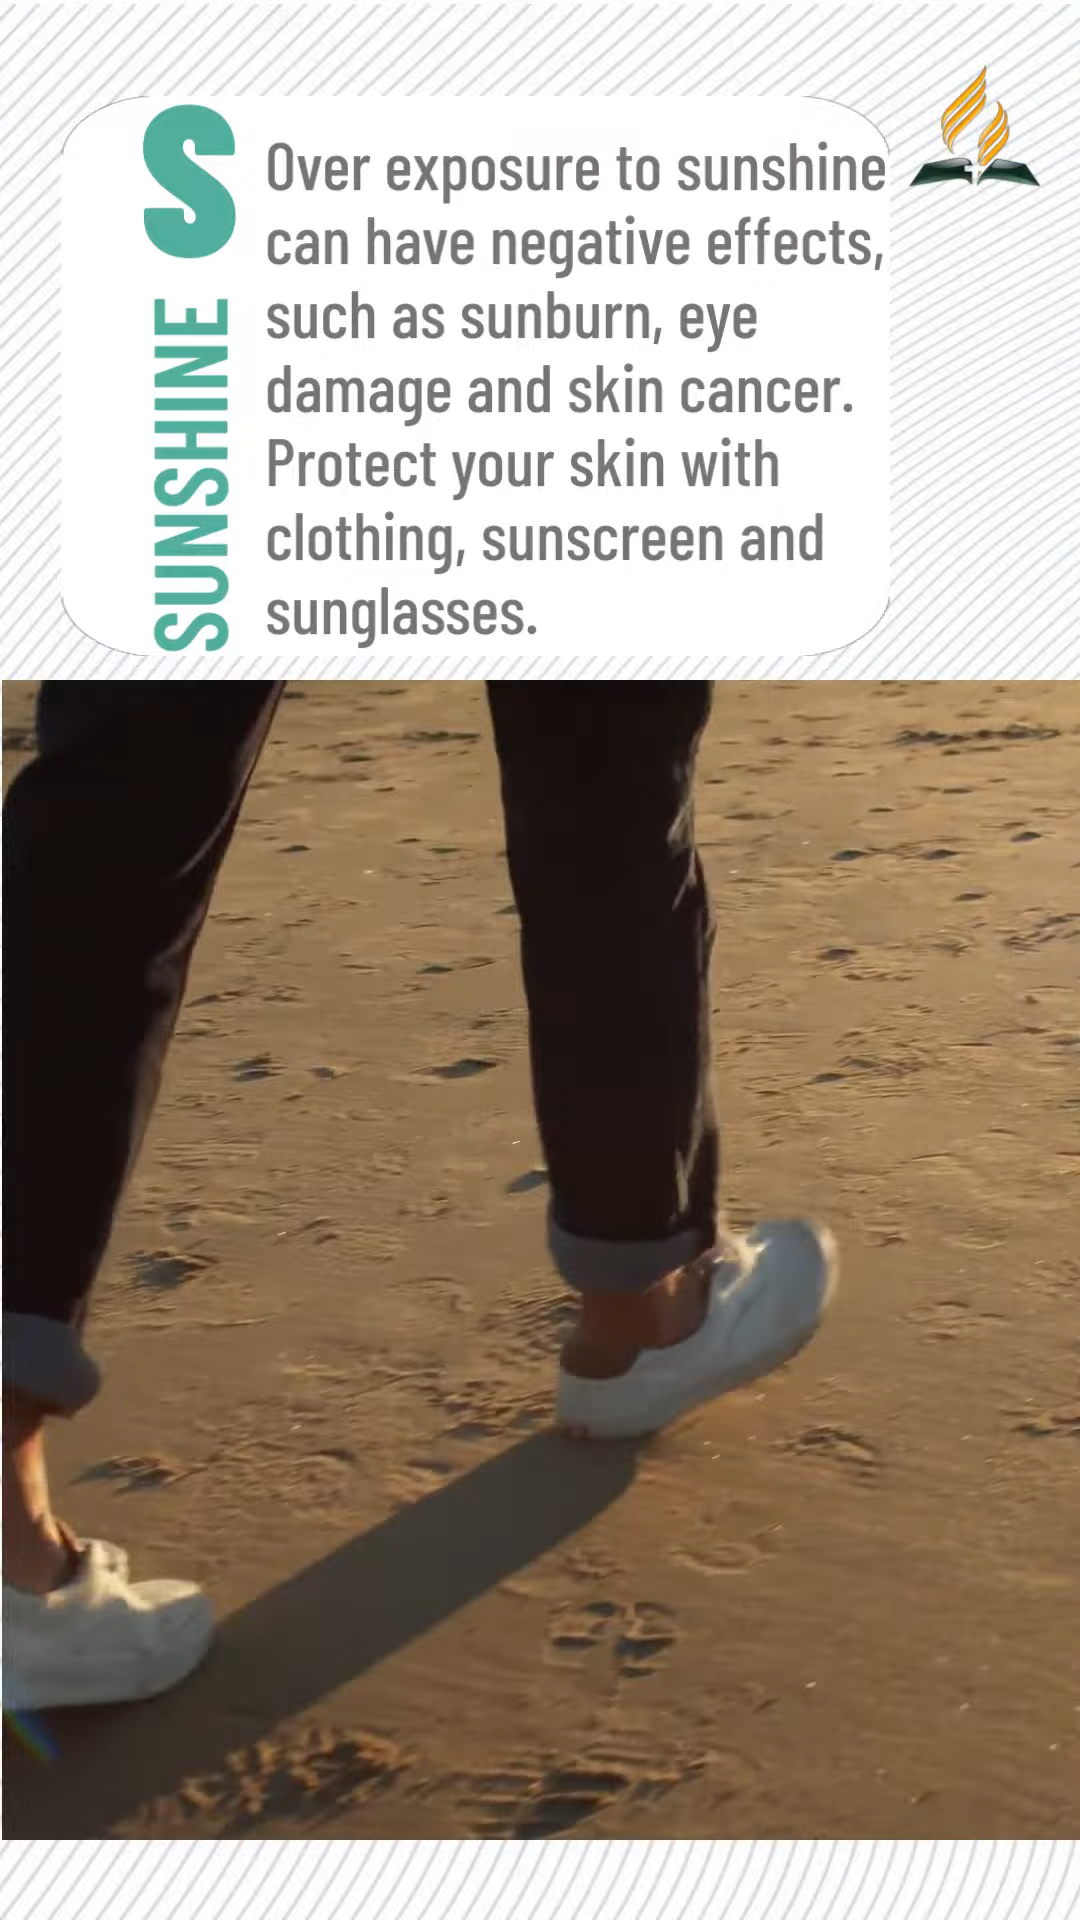 S
SUNSHINE
Over exposure to sunshine
can have negative effects,
such as sunburn, eye
damage and skin cancer.
Protect your skin with
clothing, sunscreen and
sunglasses.